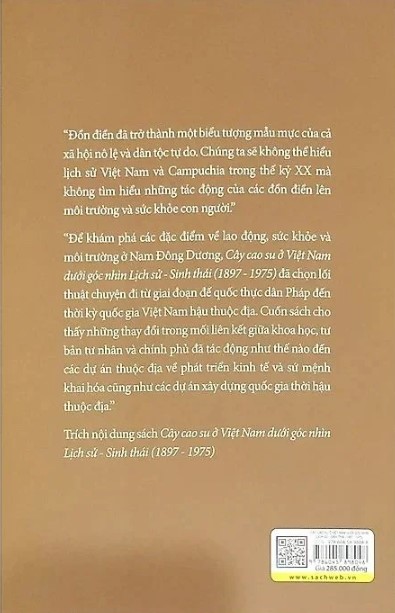 “Đồn điền đã trở thành một biểu tượng mẫu mực của cả
xã hội nô lệ và dân tộc tự do. Chúng ta sẽ không thể hiểu
lịch sử Việt Nam và Campuchia trong thế kỷ XX mà
không tìm hiểu những tác động của các đồn điền lên
môi trường và sức khỏe con người.”
“Để khám phá các đặc điểm về lao động, sức khỏe và
môi trường ở Nam Đông Dương, Cây cao su ở Việt Nam
dưới góc nhìn Lịch sử - Sinh thái (1897 - 1975) đã chọn lối
thuật chuyện đi từ giai đoạn đế quốc thực dân Pháp đến
thời kỳ quốc gia Việt Nam hậu thuộc địa. Cuốn sách cho
thấy những thay đổi trong mối liên kết giữa khoa học, tư
bản tư nhân và chính phủ đã tác động như thế nào đến
các dự án thuộc địa về phát triển kinh tế và sứ mệnh
khai hóa cũng như các dự án xây dựng quốc gia thời hậu
thuộc địa.”
Trích nội dung sách Cây cao su ở Việt Nam dưới góc nhìn
Lịch sử - Sinh thái (1897 - 1975)
Giá 285.000 đồng
www.sachweb.vn